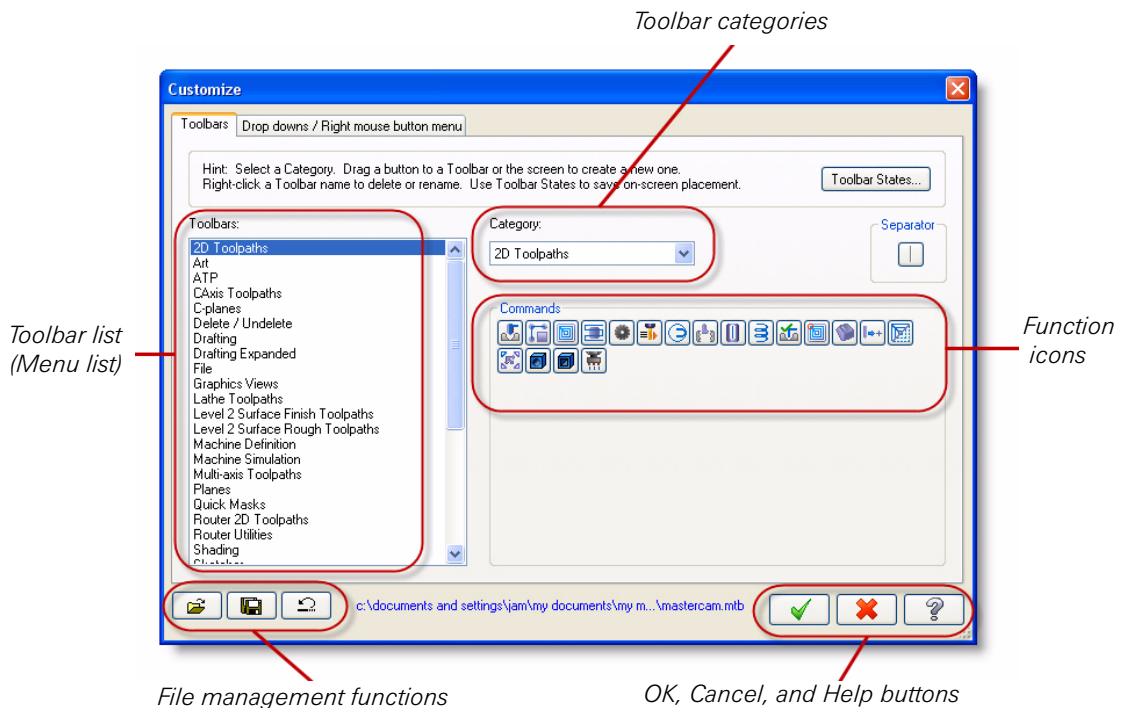 Toolbar categories
Customize
Toolbars
Drop downs / Right mouse button menu
Hint: Select a Category. Drag a button to a Toolbar or the screen to create a new one.
Right-click a Toolbar name to delete or rename. Use Toolbar States to save on-screen placement.
Toolbar States...
Toolbars:
2D Toolpaths
Art
ATP
CAxis Toolpaths
C-planes
Delete / Undelete
Drafting
Drafting Expanded
File
Graphics Views
Lathe Toolpaths
Level 2 Surface Finish Toolpaths
Level 2 Surface Rough Toolpaths
Machine Definition
Machine Simulation
Multi-axis Toolpaths
Planes
Quick Masks
Router 2D Toolpaths
Router Utilities
Shading
Category:
2D Toolpaths
Separator
Commands
Toolbar list
(Menu list)
Function
icons
c:\documents and settings\jam\my documents\my m...\mastercam.mtb
File management functions
OK, Cancel, and Help buttons